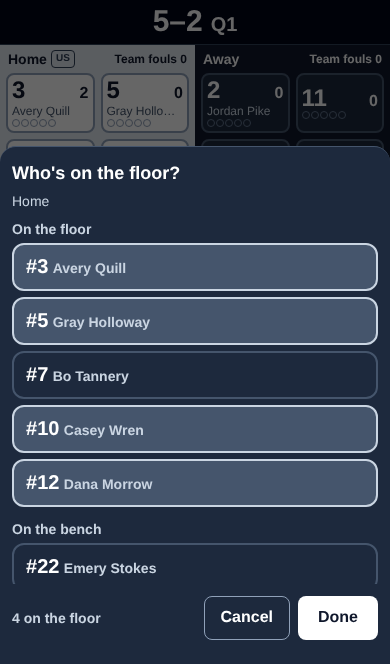 5–2 Q1
Home US Team fouls 0
Away Team fouls 0
3 2
Avery Quill
5 0
Gray Hollo…
2 0
Jordan Pike
11 0
Who's on the floor?
Home
On the floor
#3 Avery Quill
#5 Gray Holloway
#7 Bo Tannery
#10 Casey Wren
#12 Dana Morrow
On the bench
#22 Emery Stokes
4 on the floor
Cancel
Done